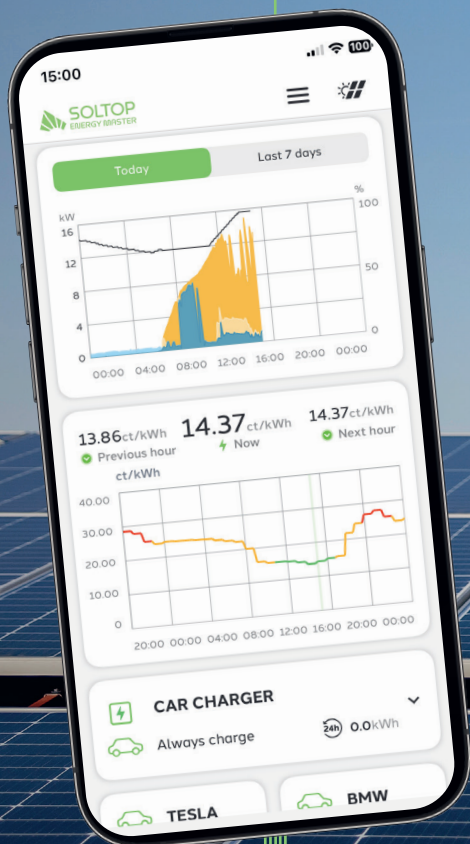 15:00
100
SOLTOP
ENERGY MASTER
Today
Last 7 days
kW
%
16
12
8
4
0
100
50
0
00:00 04:00 08:00 12:00 16:00 20:00 00:00
13.86ct/kWh 14.37ct/kWh 14.37ct/kWh
Previous hour Now Next hour
ct/kWh
40.00
30.00
20.00
10.00
0
20:00 00:00 04:00 08:00 12:00 16:00 20:00 00:00
CAR CHARGER
Always charge
24h 0.0kWh
TESLA
BMW